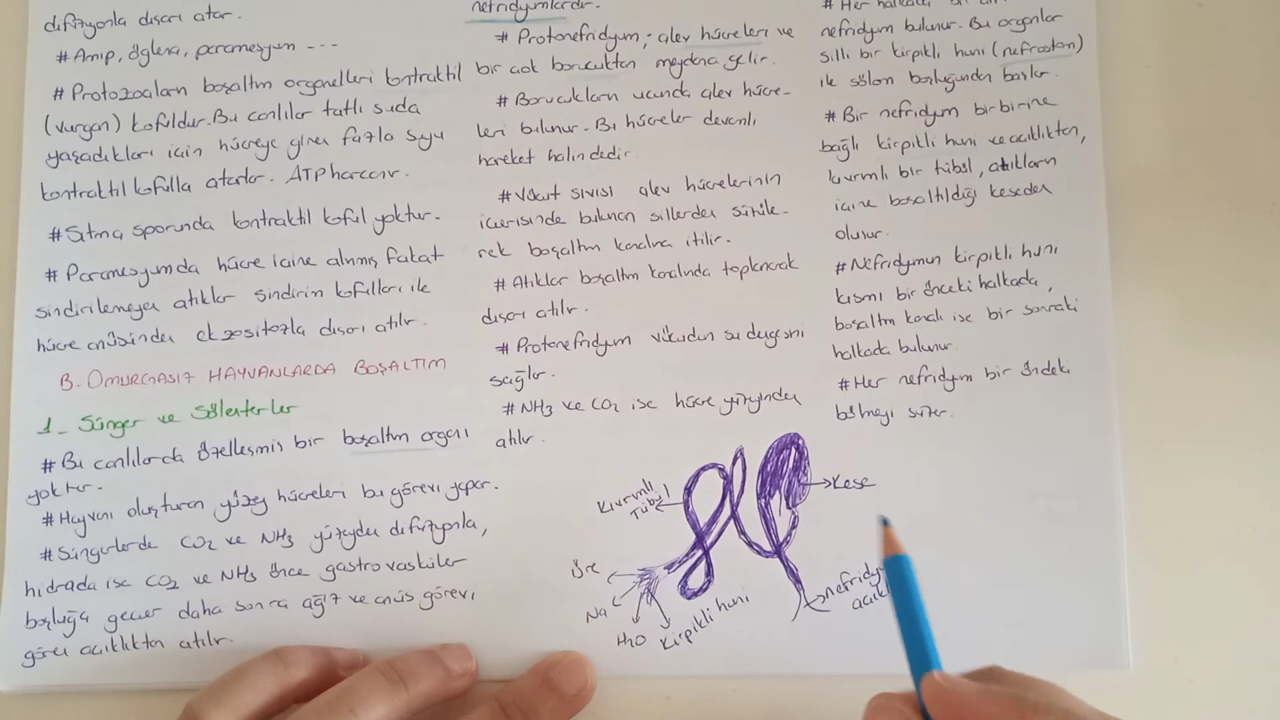 difüzyonla dışarı atar.
# Amip, öglena, paramesyum ---
# Protozoaların boşaltım organelleri kontraktil
(vurgan) kofuldur. Bu canlılar tatlı suda
yaşadıkları için hücreye giren fazla suyu
kontraktil kofulla atarlar. ATP harcanır.
# Sıtma sporunda kontraktil koful yoktur.
# Paramesyumda hücre içine alınmış fakat
sindirilemeyen atıklar sindirim kofulları ile
hücre anüsünden ekzositozla dışarı atılır.
B- OMURGASIZ HAYVANLARDA BOŞALTIM
1- Sünger ve Sölenterler
# Bu canlılarda özelleşmiş bir boşaltım organı
yoktur.
# Hayvanı oluşturan yüzey hücreleri bu görevi yapar.
# Süngerlerde CO2 ve NH3 yüzeyden difüzyonla,
hidrada ise CO2 ve NH3 önce gastrovasküler
boşluğa geçer daha sonra ağız ve anüs görevi
gören açıklıktan atılır.
nefridyumlardır.
# Protonefridyum; alev hücreleri ve
bir çok borucuktan meydana gelir.
# Borucukların ucunda alev hücre-
leri bulunur. Bu hücreler devamlı
hareket halindedir.
# Vücut sıvısı alev hücrelerinin
içerisinde bulunan sillerden süzüle-
rek boşaltım kanalına itilir.
# Atıklar boşaltım kanalında toplanarak
dışarı atılır.
# Protonefridyum vücudun su dengesini
sağlar.
# NH3 ve CO2 ise hücre yüzeyinden
atılır.
nefridyum bulunur. Bu organlar
silli bir kirpikli huni (nefrostom)
ile sölom boşluğundan başlar.
# Bir nefridyum birbirine
bağlı kirpikli huni ve açıklıktan,
kıvrımlı bir tübül, atıkların
içine boşaltıldığı keseden
oluşur.
# Nefridyumun kirpikli huni
kısmı bir önceki halkada,
boşaltım kanalı ise bir sonraki
halkada bulunur.
# Her nefridyum bir öndeki
bölmeyi süzer.
Kıvrımlı
Tübül
Kese
Üre
Na
H2O
Kirpikli huni